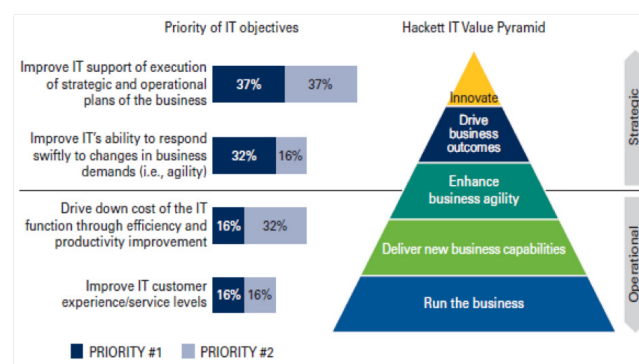 Priority of IT objectives
Improve IT support of execution
of strategic and operational
plans of the business
37% 37%
Improve IT’s ability to respond
swiftly to changes in business
demands (i.e., agility)
32% 16%
Drive down cost of the IT
function through efficiency and
productivity improvement
16% 32%
Improve IT customer
experience/service levels
16% 16%
PRIORITY #1 PRIORITY #2
Hackett IT Value Pyramid
Innovate
Drive
business
outcomes
Enhance
business agility
Deliver new business capabilities
Run the business
Strategic
Operational